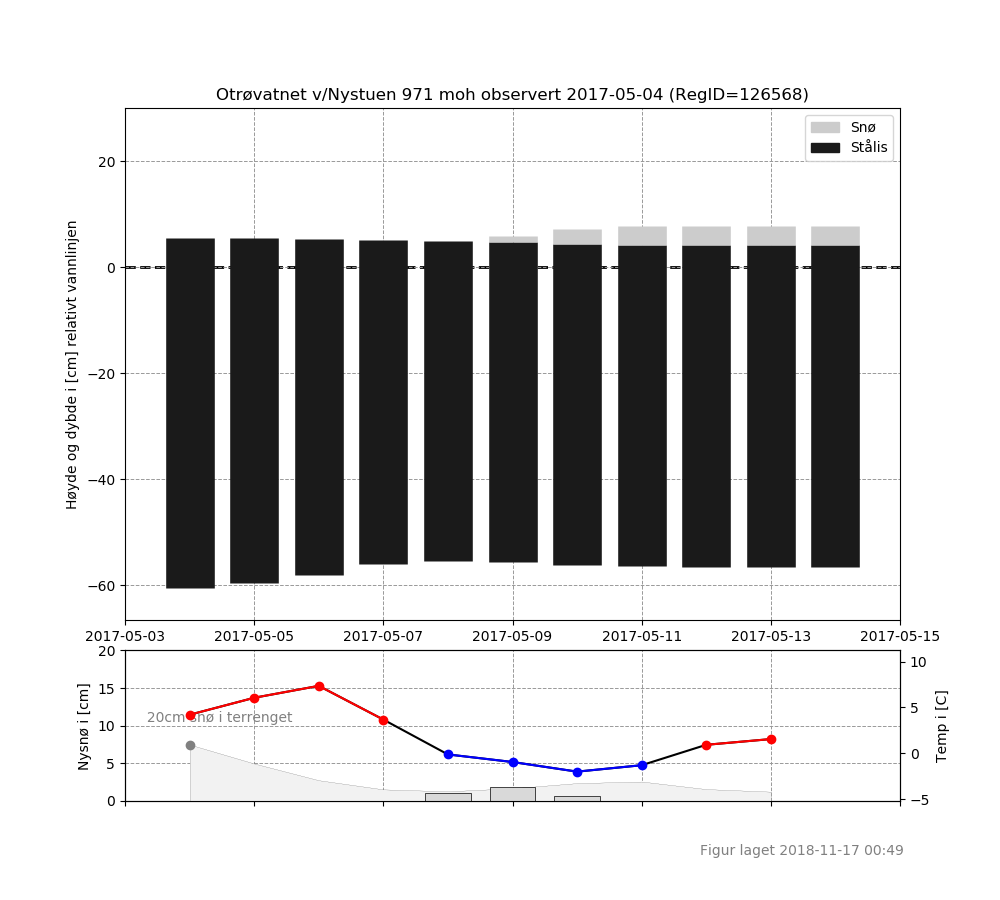 Otrøvatnet v/Nystuen 971 moh observert 2017-05-04 (RegID=126568)
Snø
Stålis
Høyde og dybde i [cm] relativt vannlinjen
20
0
−20
−40
−60
2017-05-03 2017-05-05 2017-05-07 2017-05-09 2017-05-11 2017-05-13 2017-05-15
Nysnø i [cm]
20
15
10
5
0
20cm snø i terrenget
10
5
0
−5
Temp i [C]
Figur laget 2018-11-17 00:49